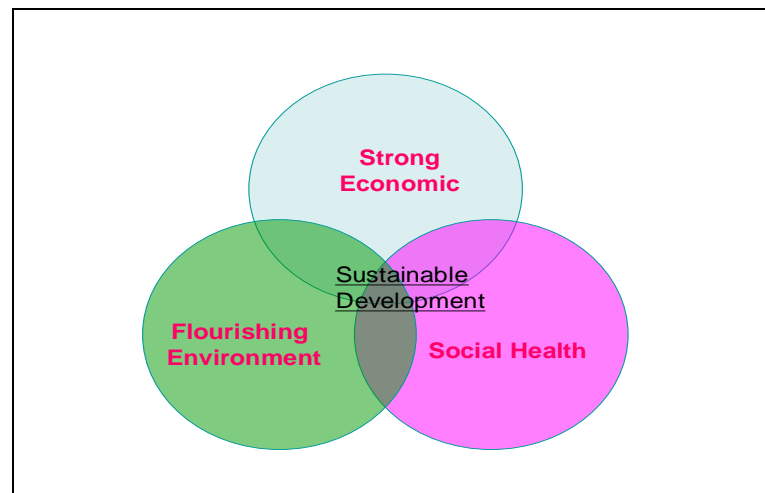 Strong
Economic
Sustainable
Development
Flourishing
Environment
Social Health